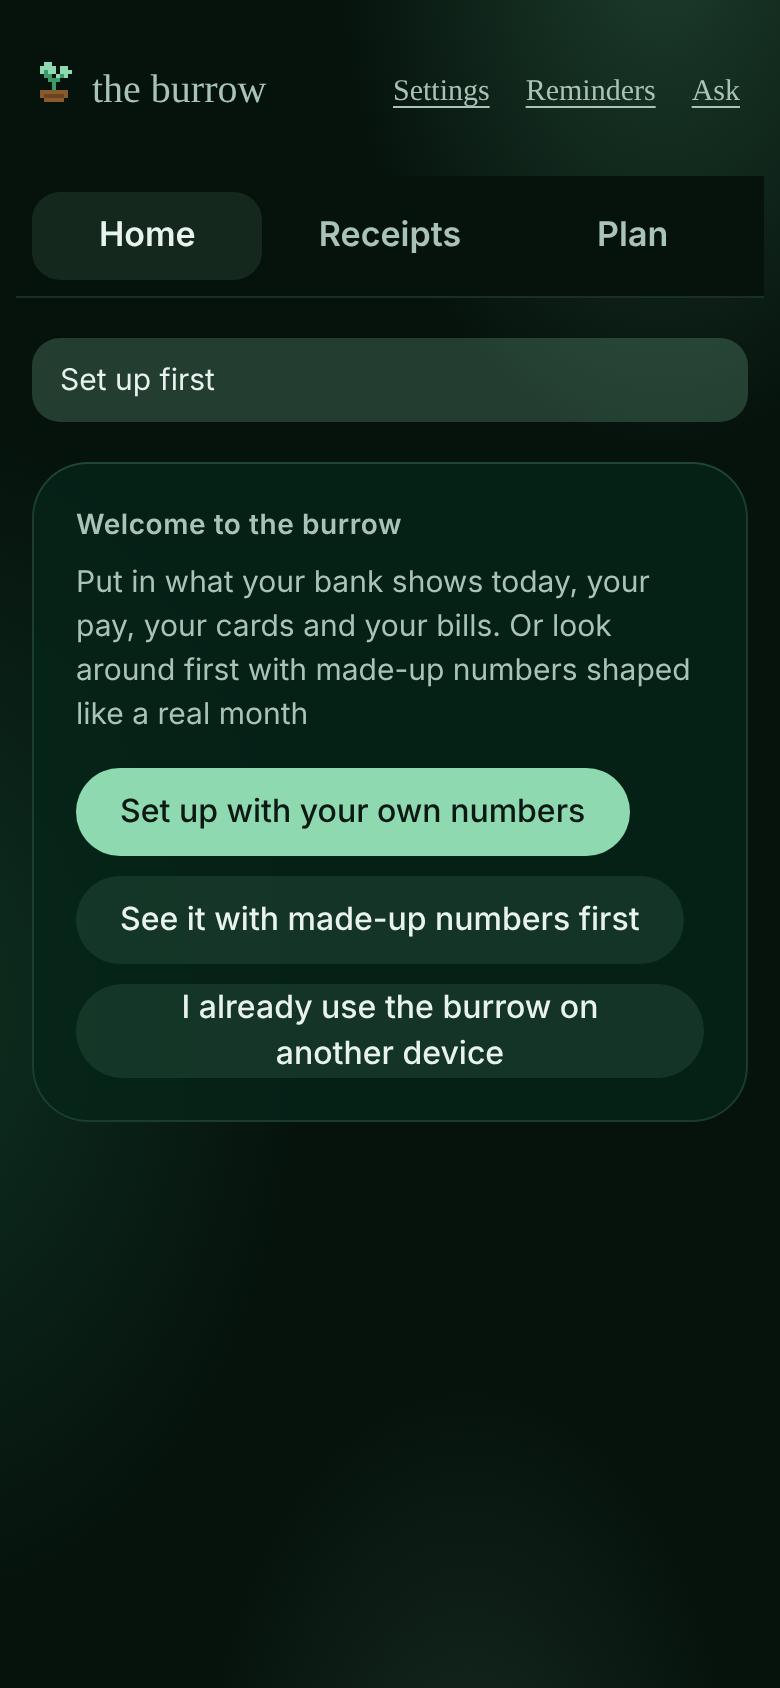 the burrow
Settings
Reminders
Ask
Home
Receipts
Plan
Set up first
Welcome to the burrow
Put in what your bank shows today, your
pay, your cards and your bills. Or look
around first with made-up numbers shaped
like a real month
Set up with your own numbers
See it with made-up numbers first
I already use the burrow on
another device